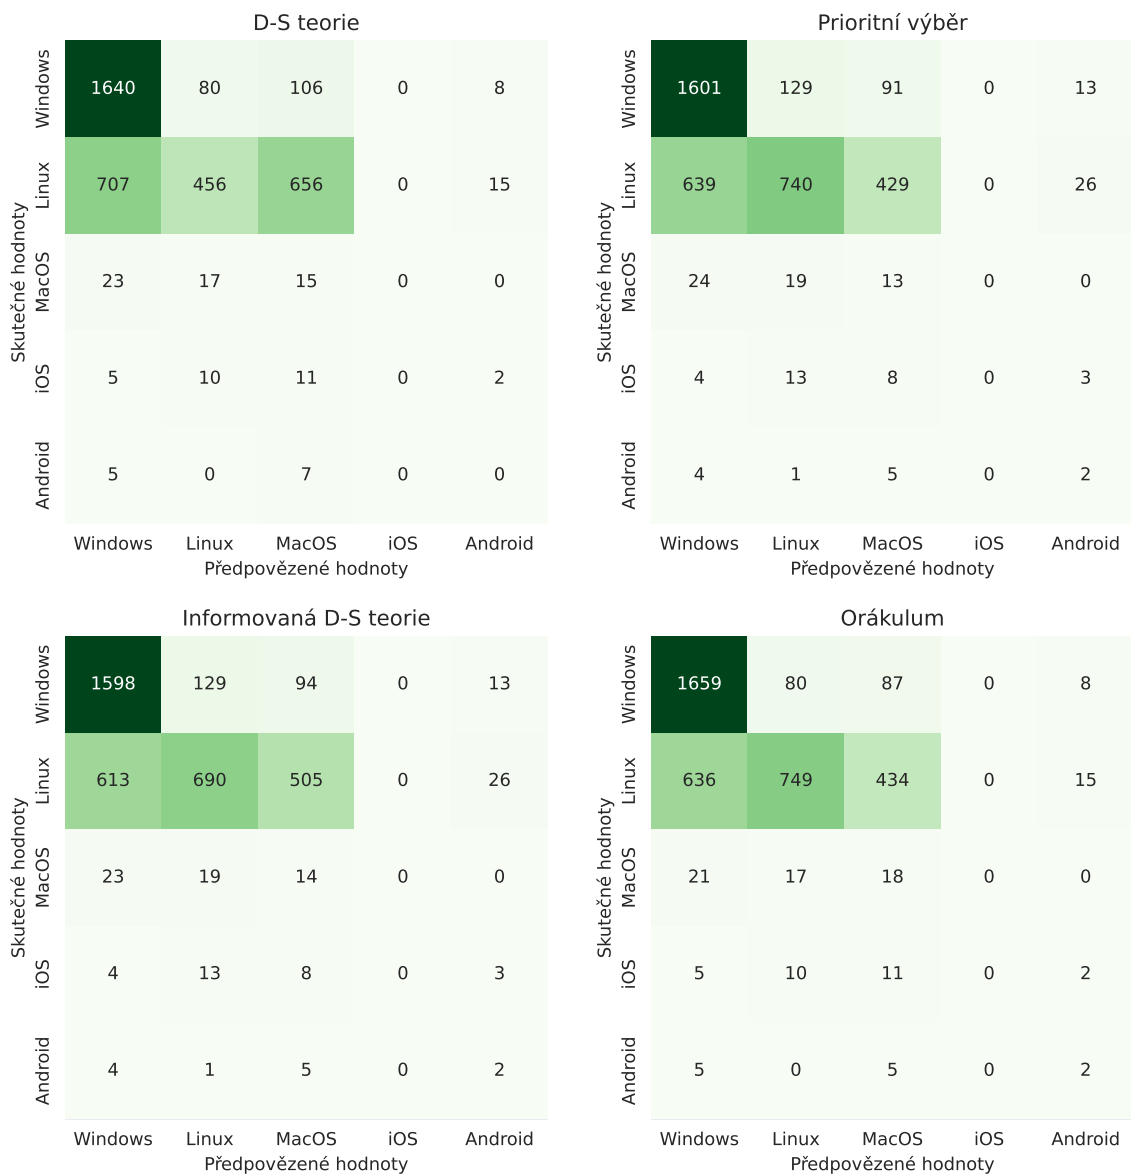 D-S teorie
Skutečné hodnoty
Windows 1640 80 106 0 8
Linux 707 456 656 0 15
MacOS 23 17 15 0 0
iOS 5 10 11 0 2
Android 5 0 7 0 0
Windows Linux MacOS iOS Android
Předpovězené hodnoty
Prioritní výběr
Skutečné hodnoty
Windows 1601 129 91 0 13
Linux 639 740 429 0 26
MacOS 24 19 13 0 0
iOS 4 13 8 0 3
Android 4 1 5 0 2
Windows Linux MacOS iOS Android
Předpovězené hodnoty
Informovaná D-S teorie
Skutečné hodnoty
Windows 1598 129 94 0 13
Linux 613 690 505 0 26
MacOS 23 19 14 0 0
iOS 4 13 8 0 3
Android 4 1 5 0 2
Windows Linux MacOS iOS Android
Předpovězené hodnoty
Orákulum
Skutečné hodnoty
Windows 1659 80 87 0 8
Linux 636 749 434 0 15
MacOS 21 17 18 0 0
iOS 5 10 11 0 2
Android 5 0 5 0 2
Windows Linux MacOS iOS Android
Předpovězené hodnoty